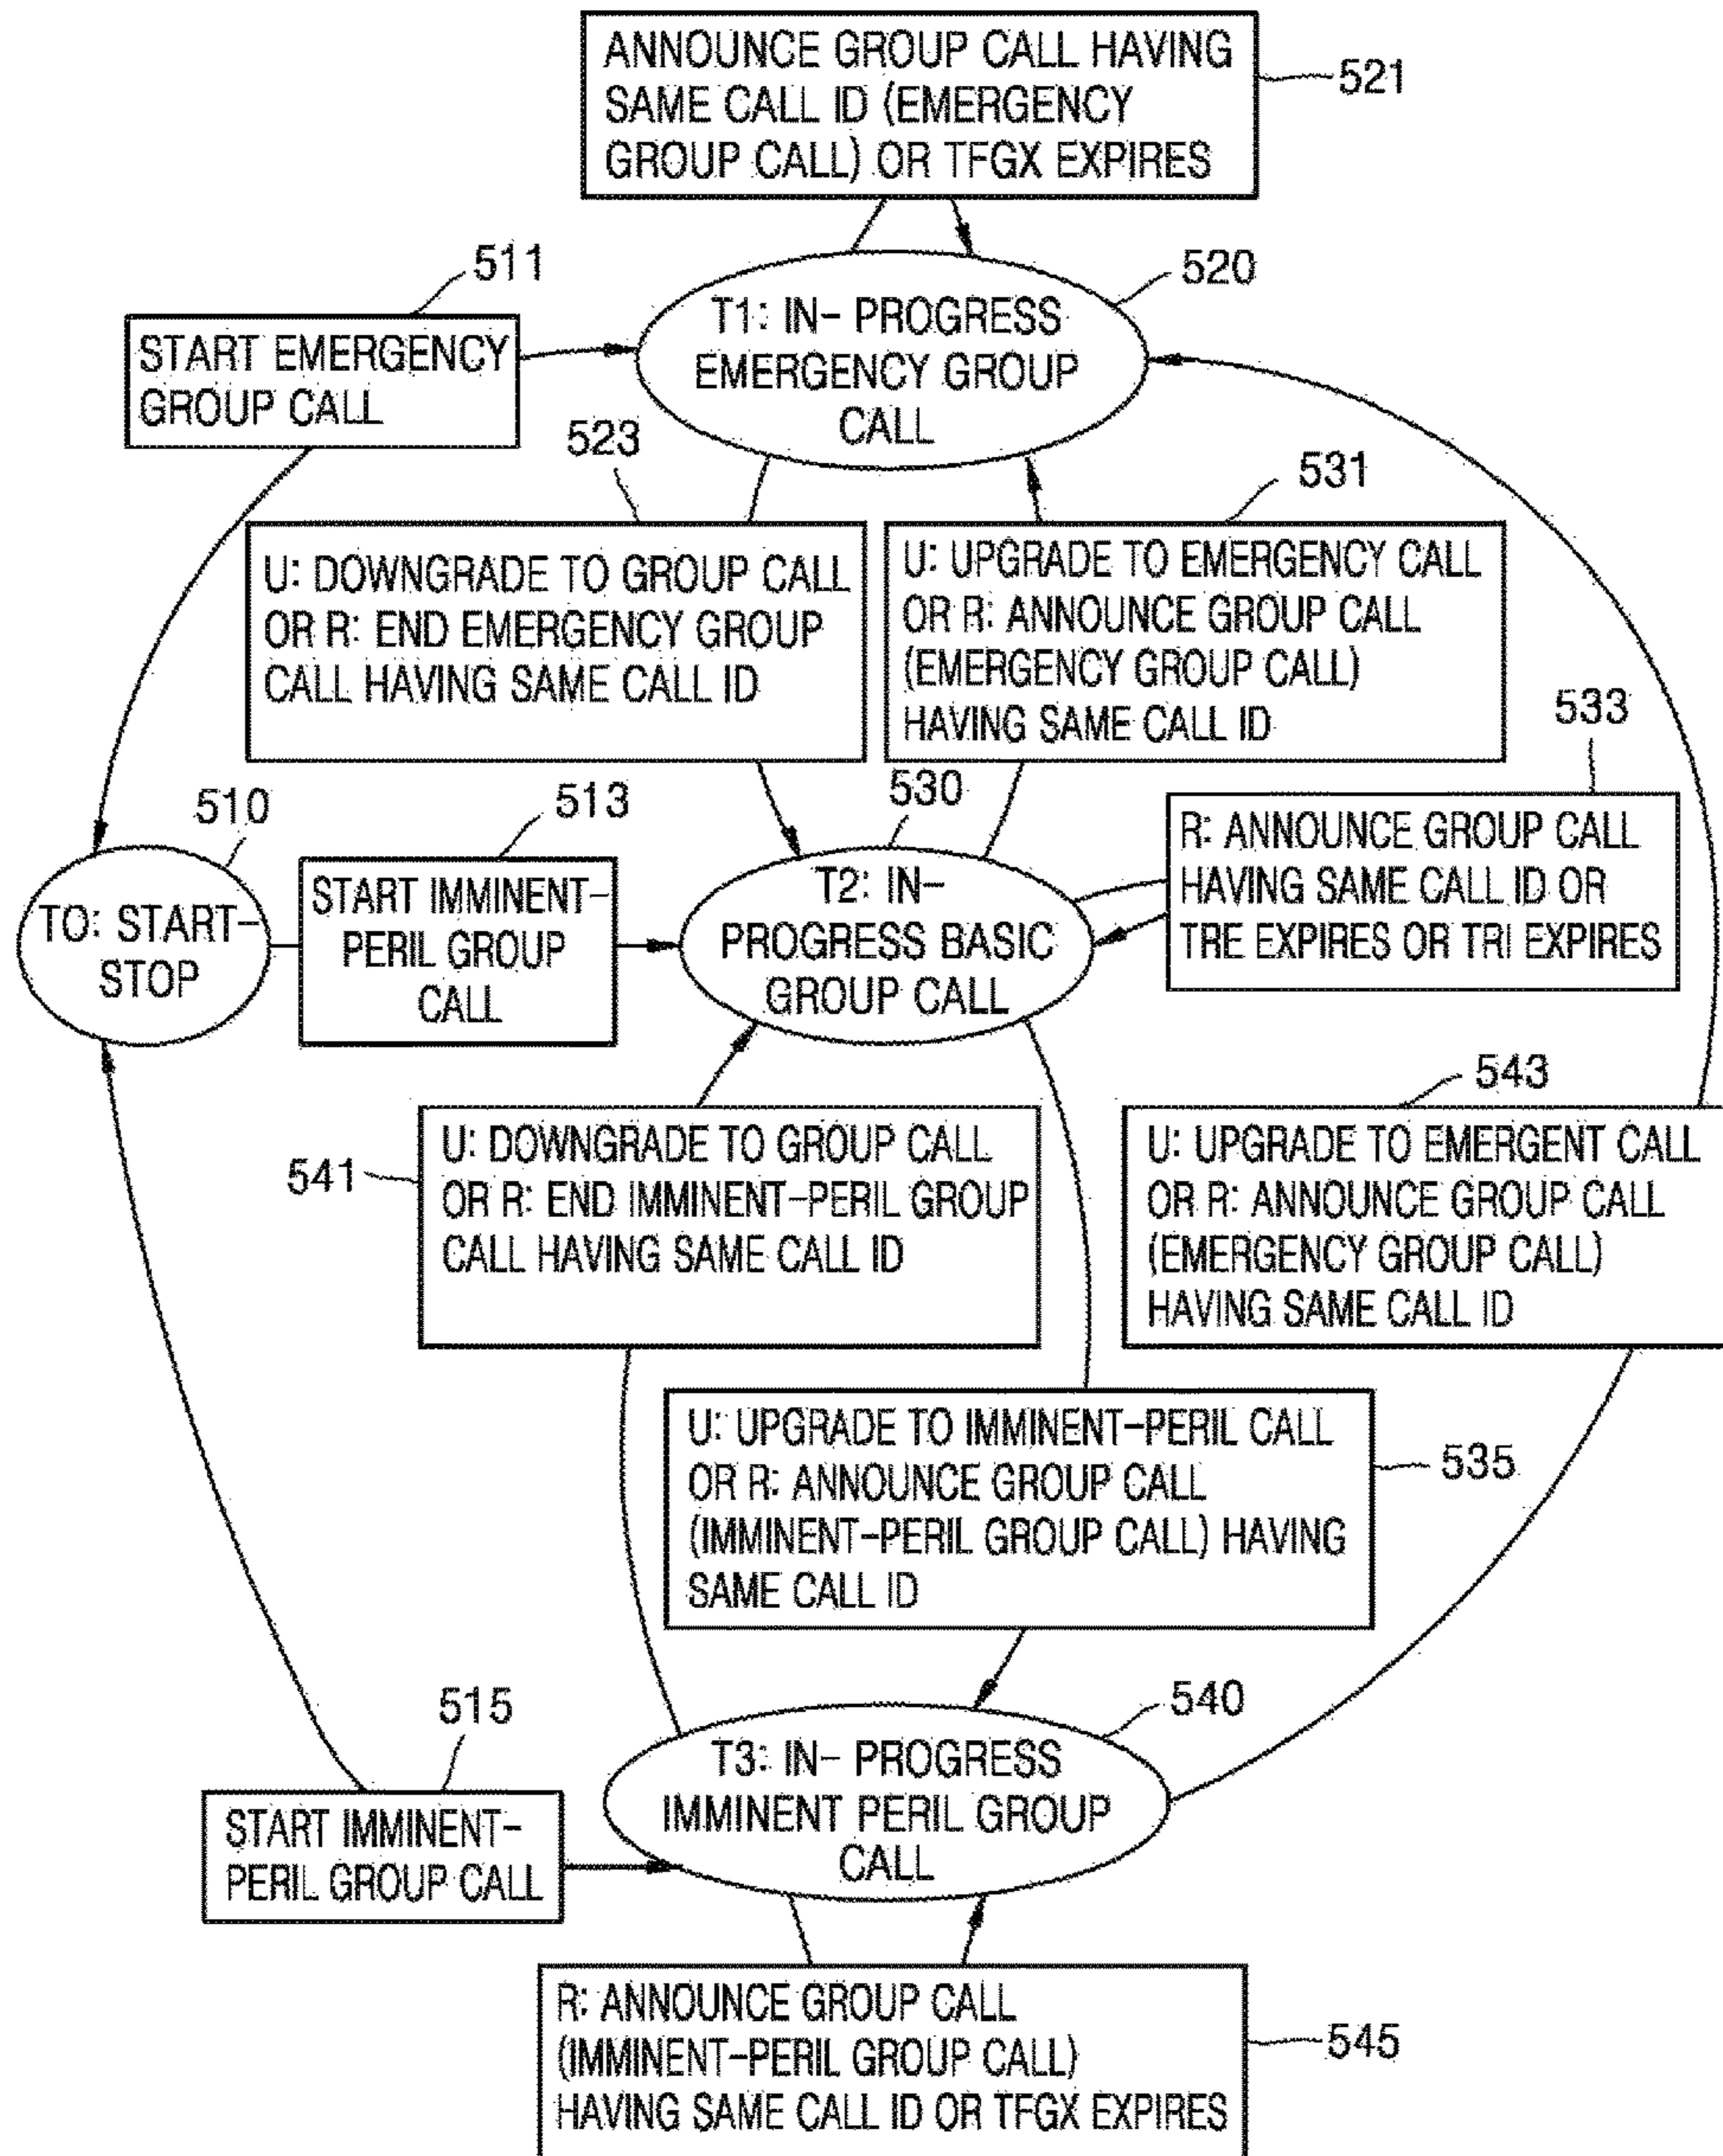 ANNOUNCE GROUP CALL HAVING
SAME CALL ID (EMERGENCY
GROUP CALL) OR TFGX EXPIRES
521
511
START EMERGENCY
GROUP CALL
520
T1: IN- PROGRESS
EMERGENCY GROUP
CALL
523
U: DOWNGRADE TO GROUP CALL
OR R: END EMERGENCY GROUP
CALL HAVING SAME CALL ID
531
U: UPGRADE TO EMERGENCY CALL
OR R: ANNOUNCE GROUP CALL
(EMERGENCY GROUP CALL)
HAVING SAME CALL ID
533
R: ANNOUNCE GROUP CALL
HAVING SAME CALL ID OR
TRE EXPIRES OR TRI EXPIRES
510
TO: START-
STOP
513
START IMMINENT-
PERIL GROUP
CALL
530
T2: IN-
PROGRESS BASIC
GROUP CALL
541
U: DOWNGRADE TO GROUP CALL
OR R: END IMMINENT-PERIL GROUP
CALL HAVING SAME CALL ID
543
U: UPGRADE TO EMERGENT CALL
OR R: ANNOUNCE GROUP CALL
(EMERGENCY GROUP CALL)
HAVING SAME CALL ID
U: UPGRADE TO IMMINENT-PERIL CALL
OR R: ANNOUNCE GROUP CALL
(IMMINENT-PERIL GROUP CALL) HAVING
SAME CALL ID
535
515
START IMMINENT-
PERIL GROUP CALL
540
T3: IN- PROGRESS
IMMINENT PERIL GROUP
CALL
R: ANNOUNCE GROUP CALL
(IMMINENT-PERIL GROUP CALL)
HAVING SAME CALL ID OR TFGX EXPIRES
545